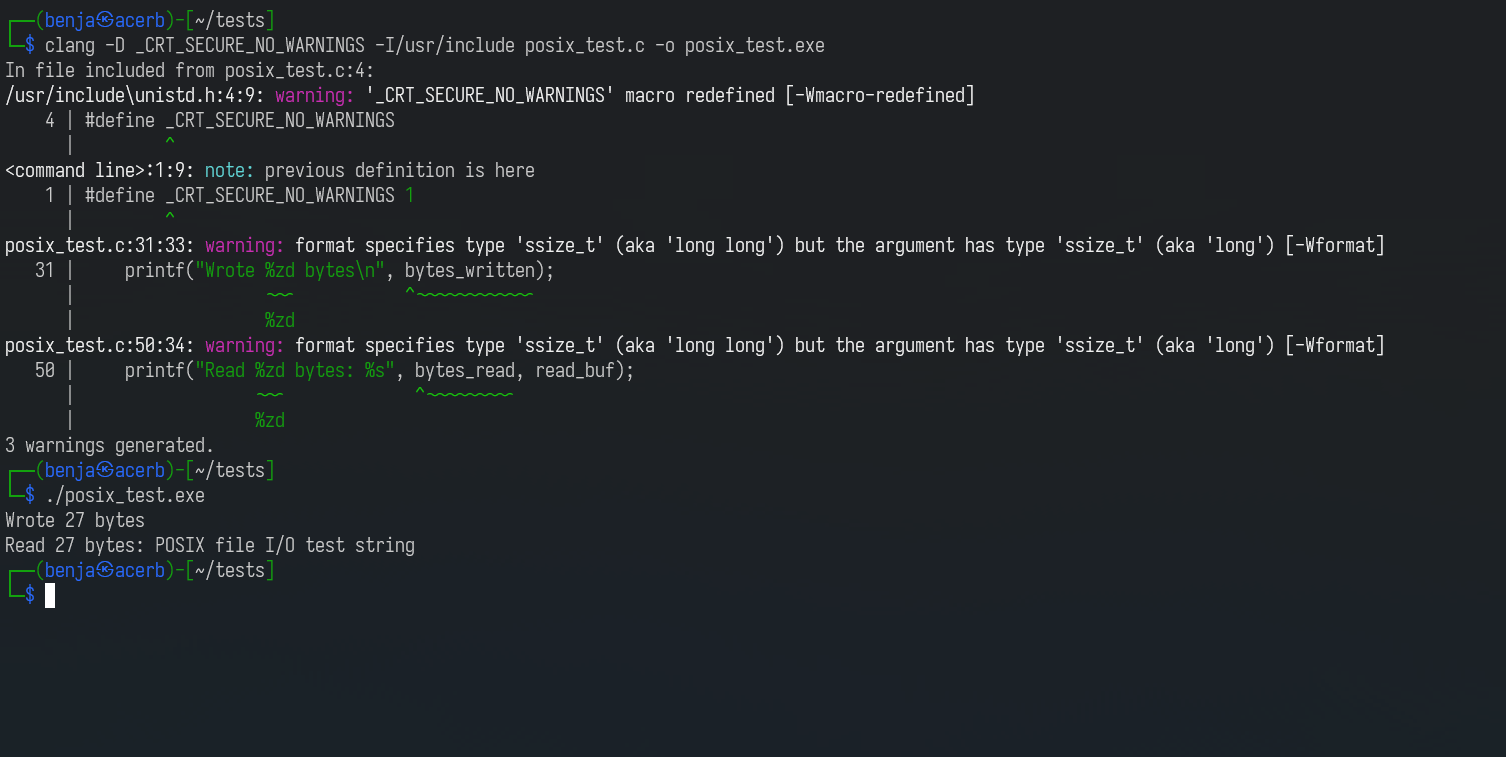 ┌──(benja㉿acerb)-[~/tests]
└─$ clang -D _CRT_SECURE_NO_WARNINGS -I/usr/include posix_test.c -o posix_test.exe
In file included from posix_test.c:4:
/usr/include\unistd.h:4:9: warning: '_CRT_SECURE_NO_WARNINGS' macro redefined [-Wmacro-redefined]
    4 | #define _CRT_SECURE_NO_WARNINGS
      |         ^
<command line>:1:9: note: previous definition is here
    1 | #define _CRT_SECURE_NO_WARNINGS 1
      |         ^
posix_test.c:31:33: warning: format specifies type 'ssize_t' (aka 'long long') but the argument has type 'ssize_t' (aka 'long') [-Wformat]
   31 |     printf("Wrote %zd bytes\n", bytes_written);
      |                   ~~~           ^~~~~~~~~~~~~
      |                   %zd
posix_test.c:50:34: warning: format specifies type 'ssize_t' (aka 'long long') but the argument has type 'ssize_t' (aka 'long') [-Wformat]
   50 |     printf("Read %zd bytes: %s", bytes_read, read_buf);
      |                  ~~~             ^~~~~~~~~~
      |                  %zd
3 warnings generated.
┌──(benja㉿acerb)-[~/tests]
└─$ ./posix_test.exe
Wrote 27 bytes
Read 27 bytes: POSIX file I/O test string
┌──(benja㉿acerb)-[~/tests]
└─$